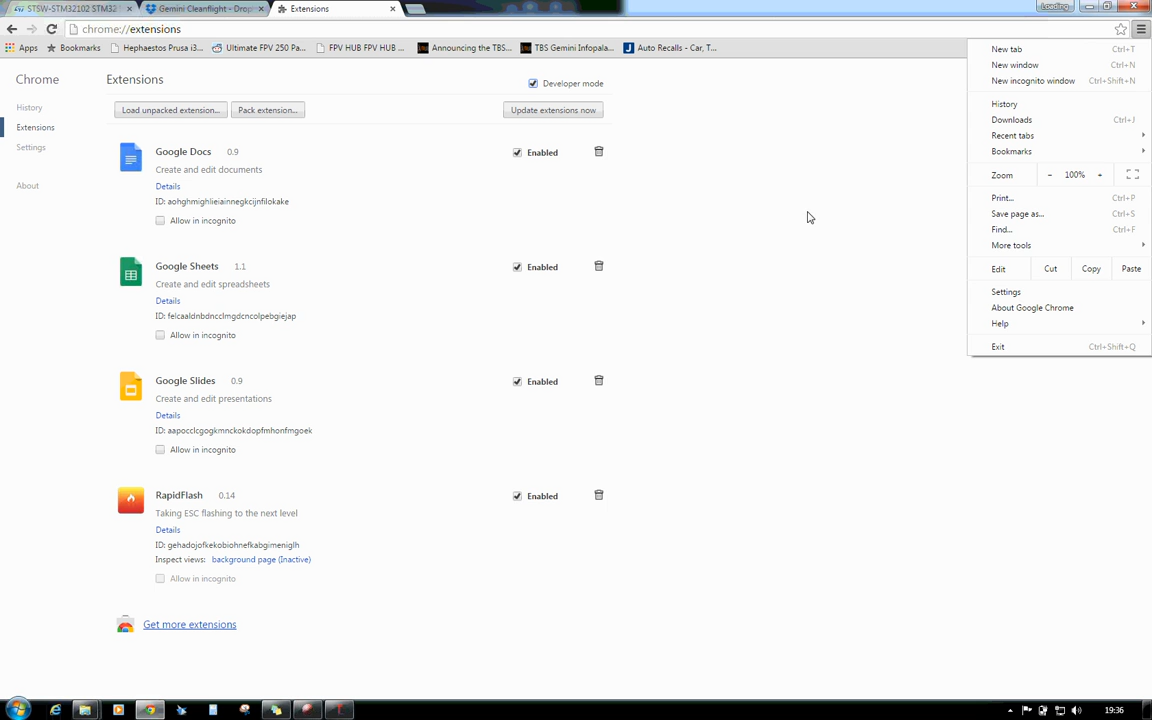 STSW-STM32102 STM32
Gemini Cleanflight - Drop
Extensions
Loading
chrome://extensions
Apps
Bookmarks
Hephaestos Prusa i3...
Ultimate FPV 250 Pa...
FPV HUB FPV HUB ...
Announcing the TBS...
TBS Gemini Infopala...
Auto Recalls - Car, T...
Chrome
History
Extensions
Settings
About
Extensions
Developer mode
Load unpacked extension...
Pack extension...
Update extensions now
Google Docs 0.9
Enabled
Create and edit documents
Details
ID: aohghmighlieiainnegkcijnfilokake
Allow in incognito
Google Sheets 1.1
Enabled
Create and edit spreadsheets
Details
ID: felcaaldnbdncclmgdcncolpebgiejap
Allow in incognito
Google Slides 0.9
Enabled
Create and edit presentations
Details
ID: aapocclcgogkmnckokdopfmhonfmgoek
Allow in incognito
RapidFlash 0.14
Enabled
Taking ESC flashing to the next level
Details
ID: gehadojofkekobiohnefkabgimeniglh
Inspect views: background page (Inactive)
Allow in incognito
Get more extensions
New tab Ctrl+T
New window Ctrl+N
New incognito window Ctrl+Shift+N
History
Downloads Ctrl+J
Recent tabs
Bookmarks
Zoom - 100% +
Print... Ctrl+P
Save page as... Ctrl+S
Find... Ctrl+F
More tools
Edit Cut Copy Paste
Settings
About Google Chrome
Help
Exit Ctrl+Shift+Q
19:36